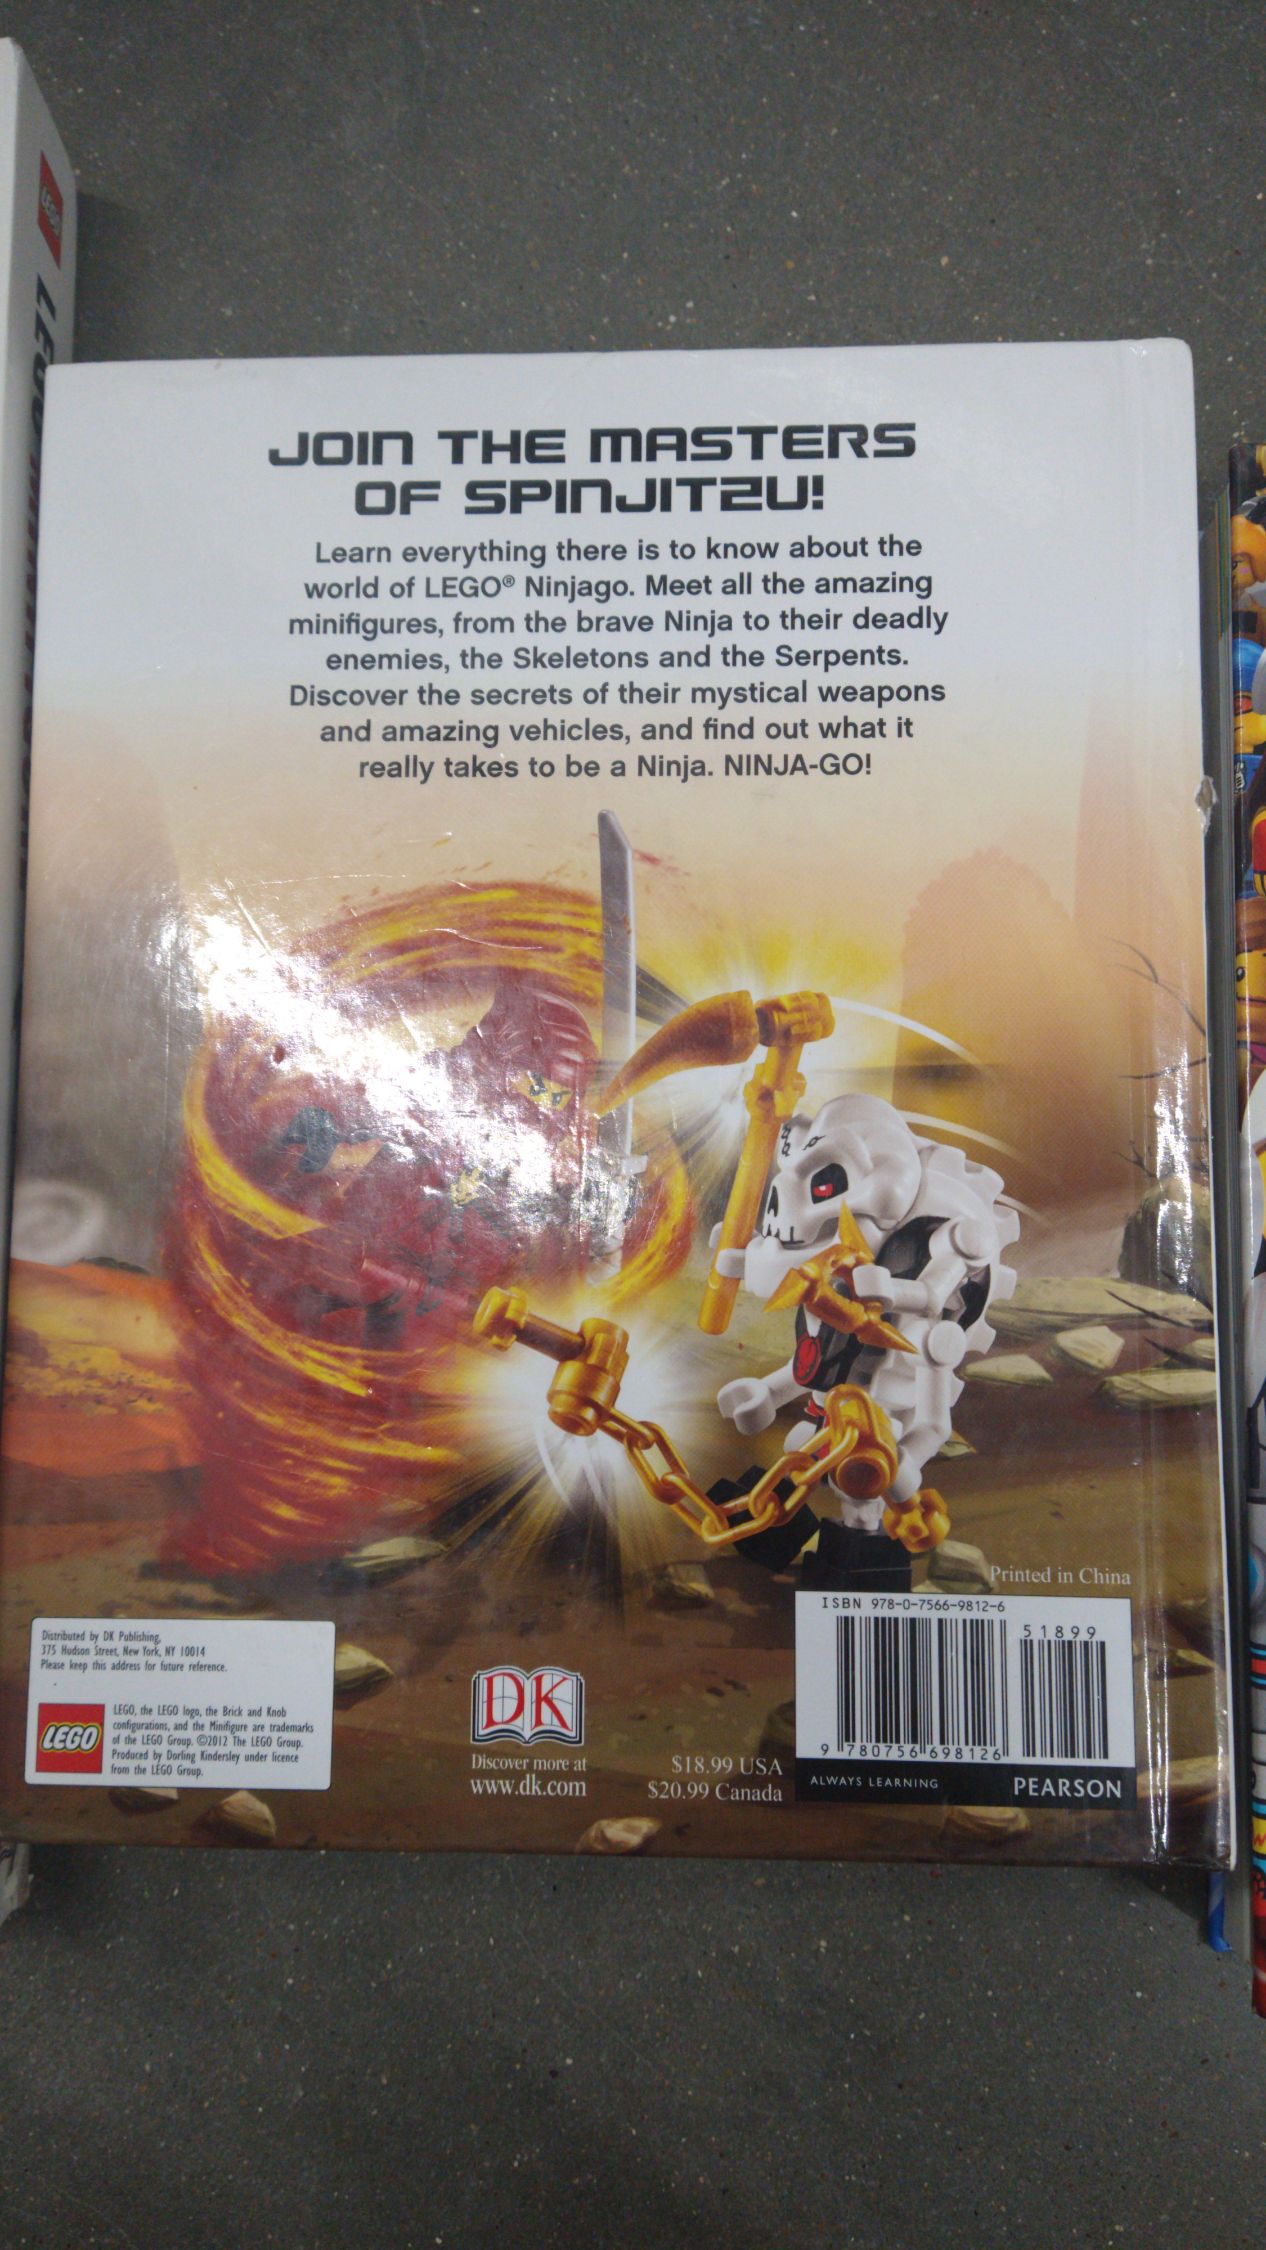 LEGO
JOIN THE MASTERS
OF SPINJITZU!
Learn everything there is to know about the
world of LEGO® Ninjago. Meet all the amazing
minifigures, from the brave Ninja to their deadly
enemies, the Skeletons and the Serpents.
Discover the secrets of their mystical weapons
and amazing vehicles, and find out what it
really takes to be a Ninja. NINJA-GO!
Printed in China
ISBN 978-0-7566-9812-6
51899
9 780756 698126
ALWAYS LEARNING
PEARSON
Distributed by DK Publishing,
375 Hudson Street, New York, NY 10014
Please keep this address for future reference.
LEGO
LEGO, the LEGO logo, the Brick and Knob
configurations, and the Minifigure are trademarks
of the LEGO Group. ©2012 The LEGO Group.
Produced by Dorling Kindersley under licence
from the LEGO Group.
DK
Discover more at
www.dk.com
$18.99 USA
$20.99 Canada